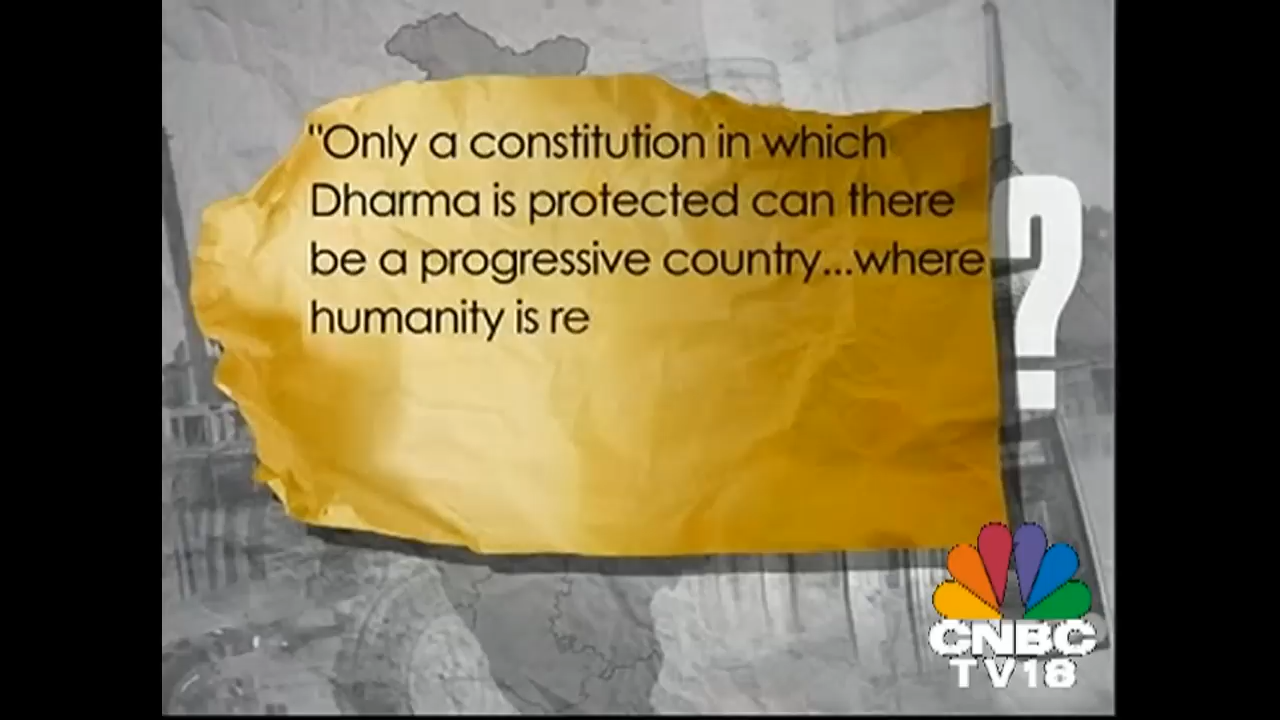 "Only a constitution in which
Dharma is protected can there
be a progressive country...where
humanity is re
?
CNBC
TV18